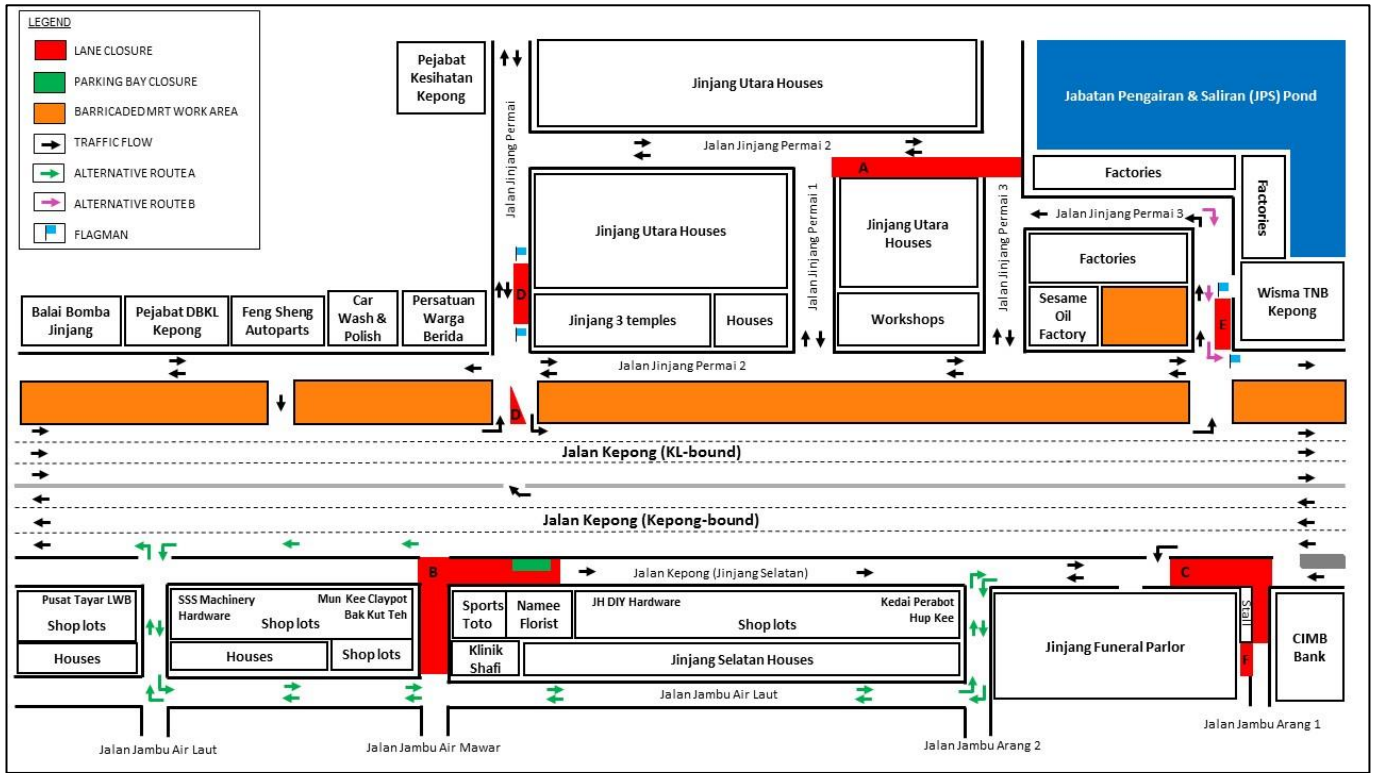 LEGEND
LANE CLOSURE
PARKING BAY CLOSURE
BARRICADED MRT WORK AREA
TRAFFIC FLOW
ALTERNATIVE ROUTE A
ALTERNATIVE ROUTE B
FLAGMAN
Pejabat
Kesihatan
Kepong
Jalan Jinjang Permai
Jinjang Utara Houses
Jabatan Pengairan & Saliran (JPS) Pond
Jalan Jinjang Permai 2
A
Factories
Factories
Jinjang Utara Houses
Jalan Jinjang Permai 1
Jinjang Utara
Houses
Jalan Jinjang Permai 3
Jalan Jinjang Permai 3
Factories
D
Balai Bomba
Jinjang
Pejabat DBKL
Kepong
Feng Sheng
Autoparts
Car
Wash &
Polish
Persatuan
Warga
Berida
Jinjang 3 temples
Houses
Workshops
Sesame
Oil
Factory
E
Wisma TNB
Kepong
Jalan Jinjang Permai 2
D
Jalan Kepong (KL-bound)
Jalan Kepong (Kepong-bound)
B
Jalan Kepong (Jinjang Selatan)
C
Pusat Tayar LWB
Shop lots
Houses
SSS Machinery
Hardware
Mun Kee Claypot
Bak Kut Teh
Shop lots
Houses
Shop lots
Sports
Toto
Namee
Florist
Klinik
Shafi
JH DIY Hardware
Kedai Perabot
Hup Kee
Shop lots
Jinjang Selatan Houses
Jinjang Funeral Parlor
Stall
F
CIMB
Bank
Jalan Jambu Air Laut
Jalan Jambu Air Laut
Jalan Jambu Air Mawar
Jalan Jambu Arang 2
Jalan Jambu Arang 1